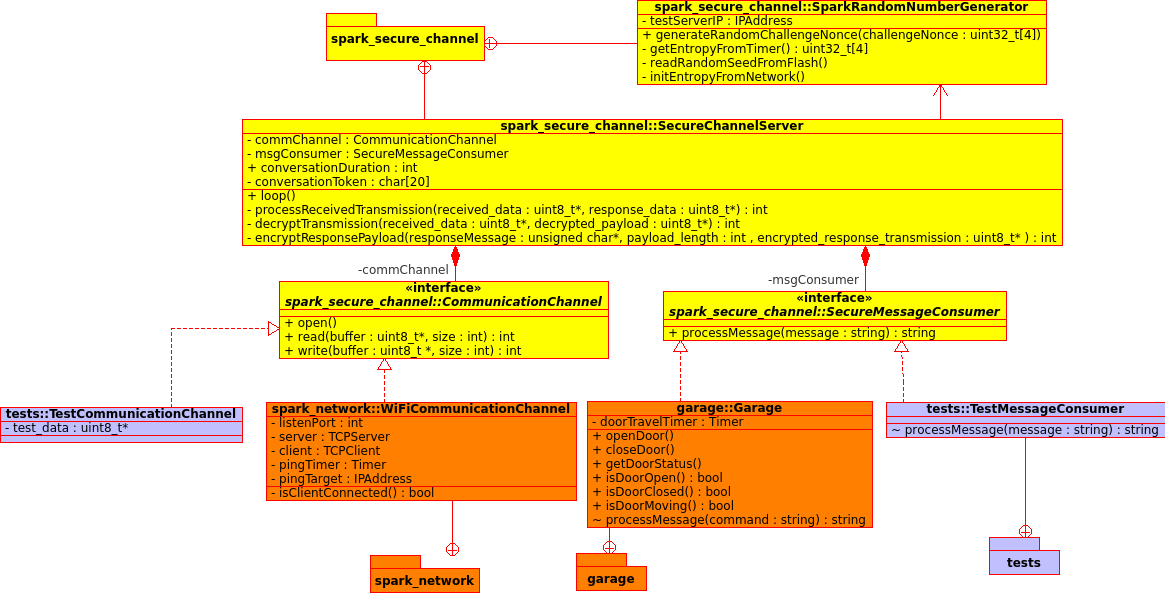 spark_secure_channel
spark_secure_channel::SparkRandomNumberGenerator
- testServerIP : IPAddress
+ generateRandomChallengeNonce(challengeNonce : uint32_t[4])
- getEntropyFromTimer() : uint32_t[4]
- readRandomSeedFromFlash()
- initEntropyFromNetwork()
spark_secure_channel::SecureChannelServer
- commChannel : CommunicationChannel
- msgConsumer : SecureMessageConsumer
+ conversationDuration : int
- conversationToken : char[20]
+ loop()
- processReceivedTransmission(received_data : uint8_t*, response_data : uint8_t*) : int
- decryptTransmission(received_data : uint8_t*, decrypted_payload : uint8_t*) : int
- encryptResponsePayload(responseMessage : unsigned char*, payload_length : int , encrypted_response_transmission : uint8_t* ) : int
-commChannel
-msgConsumer
«interface»
spark_secure_channel::CommunicationChannel
+ open()
+ read(buffer : uint8_t*, size : int) : int
+ write(buffer : uint8_t *, size : int) : int
«interface»
spark_secure_channel::SecureMessageConsumer
+ processMessage(message : string) : string
tests::TestCommunicationChannel
- test_data : uint8_t*
spark_network::WiFiCommunicationChannel
- listenPort : int
- server : TCPServer
- client : TCPClient
- pingTimer : Timer
- pingTarget : IPAddress
- isClientConnected() : bool
garage::Garage
- doorTravelTimer : Timer
+ openDoor()
+ closeDoor()
+ getDoorStatus()
+ isDoorOpen() : bool
+ isDoorClosed() : bool
+ isDoorMoving() : bool
~ processMessage(command : string) : string
tests::TestMessageConsumer
~ processMessage(message : string) : string
spark_network
garage
tests